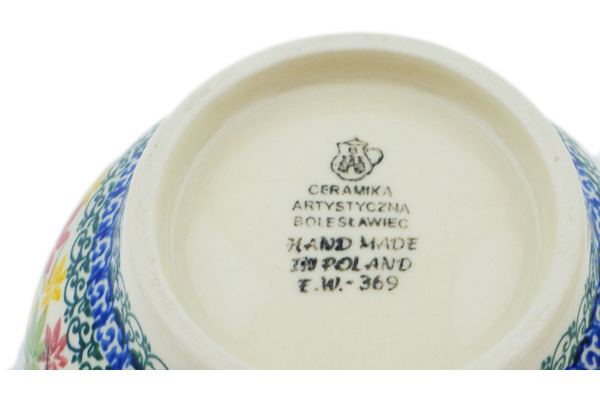 CERAMIKA
ARTYSTYCZNA
BOLESŁAWIEC
HAND MADE
IN POLAND
E.W.-369